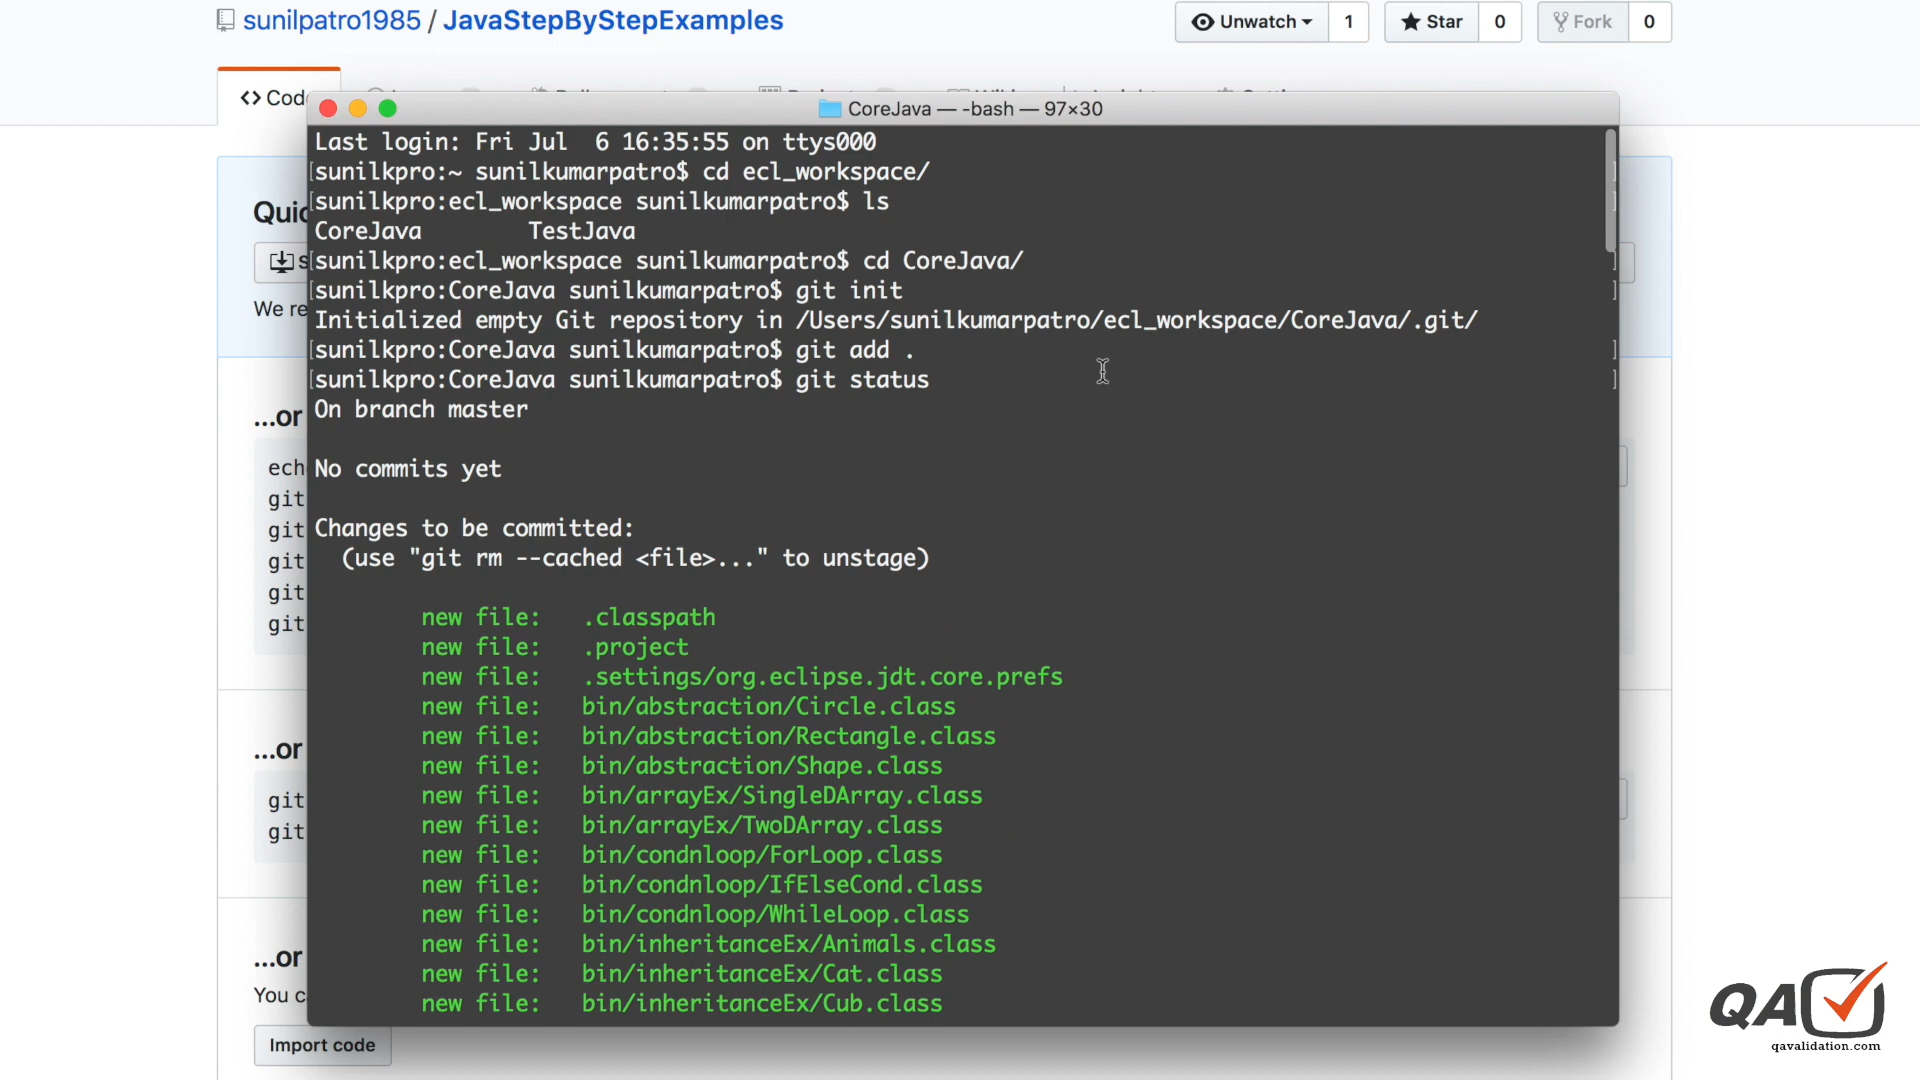 sunilpatro1985 / JavaStepByStepExamples
Unwatch 1 Star 0 Fork 0
<> Cod
CoreJava — -bash — 97×30
Last login: Fri Jul  6 16:35:55 on ttys000
[sunilkpro:~ sunilkumarpatro$ cd ecl_workspace/
[sunilkpro:ecl_workspace sunilkumarpatro$ ls
CoreJava        TestJava
[sunilkpro:ecl_workspace sunilkumarpatro$ cd CoreJava/
[sunilkpro:CoreJava sunilkumarpatro$ git init
Initialized empty Git repository in /Users/sunilkumarpatro/ecl_workspace/CoreJava/.git/
[sunilkpro:CoreJava sunilkumarpatro$ git add .
[sunilkpro:CoreJava sunilkumarpatro$ git status
On branch master
No commits yet
Changes to be committed:
(use "git rm --cached <file>..." to unstage)
new file:   .classpath
new file:   .project
new file:   .settings/org.eclipse.jdt.core.prefs
new file:   bin/abstraction/Circle.class
new file:   bin/abstraction/Rectangle.class
new file:   bin/abstraction/Shape.class
new file:   bin/arrayEx/SingleDArray.class
new file:   bin/arrayEx/TwoDArray.class
new file:   bin/condnloop/ForLoop.class
new file:   bin/condnloop/IfElseCond.class
new file:   bin/condnloop/WhileLoop.class
new file:   bin/inheritanceEx/Animals.class
new file:   bin/inheritanceEx/Cat.class
new file:   bin/inheritanceEx/Cub.class
Quic
S
We re
...or
ech
git
git
git
git
git
...or
git
git
...or
You c
Import code
QA
qavalidation.com